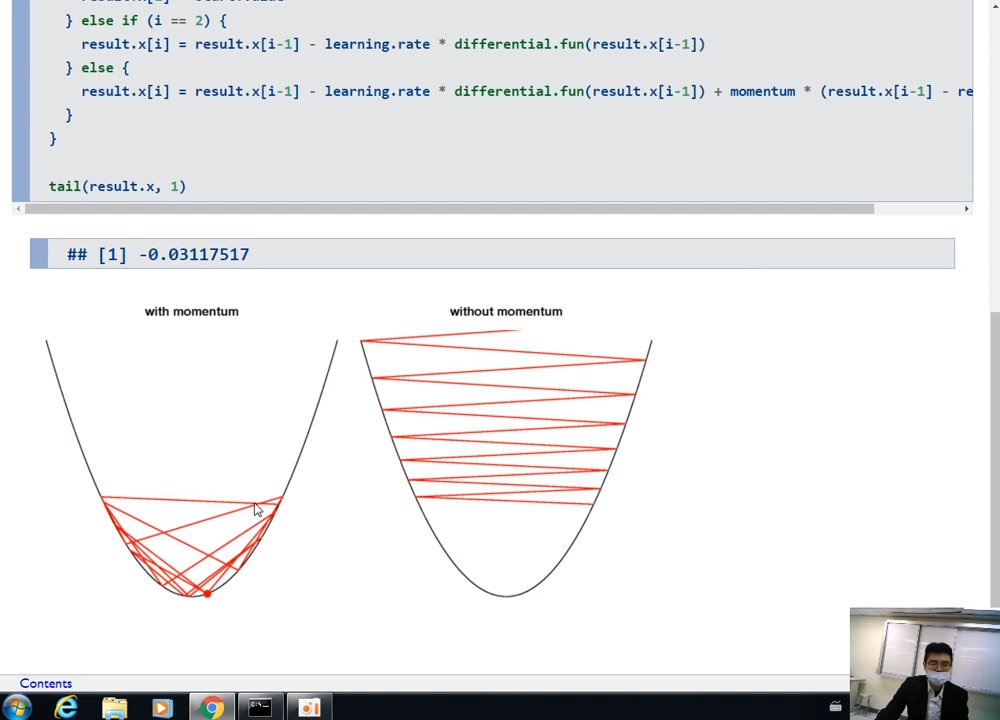 } else if (i == 2) {
result.x[i] = result.x[i-1] - learning.rate * differential.fun(result.x[i-1])
} else {
result.x[i] = result.x[i-1] - learning.rate * differential.fun(result.x[i-1]) + momentum * (result.x[i-1] - re
}
}
tail(result.x, 1)
## [1] -0.03117517
with momentum
without momentum
Contents